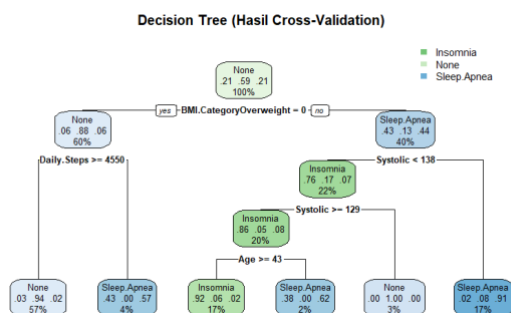 Decision Tree (Hasil Cross-Validation)
Insomnia
None
Sleep.Apnea
None
.21 .59 .21
100%
yes BMI.CategoryOverweight = 0 no
None
.06 .88 .06
60%
Sleep.Apnea
.43 .13 .44
40%
Daily.Steps >= 4550
Systolic < 138
Insomnia
.76 .17 .07
22%
Systolic >= 129
Insomnia
.86 .05 .08
20%
Age >= 43
None
.03 .94 .02
57%
Sleep.Apnea
.43 .00 .57
4%
Insomnia
.92 .06 .02
17%
Sleep.Apnea
.38 .00 .62
2%
None
.00 1.00 .00
3%
Sleep.Apnea
.02 .08 .91
17%